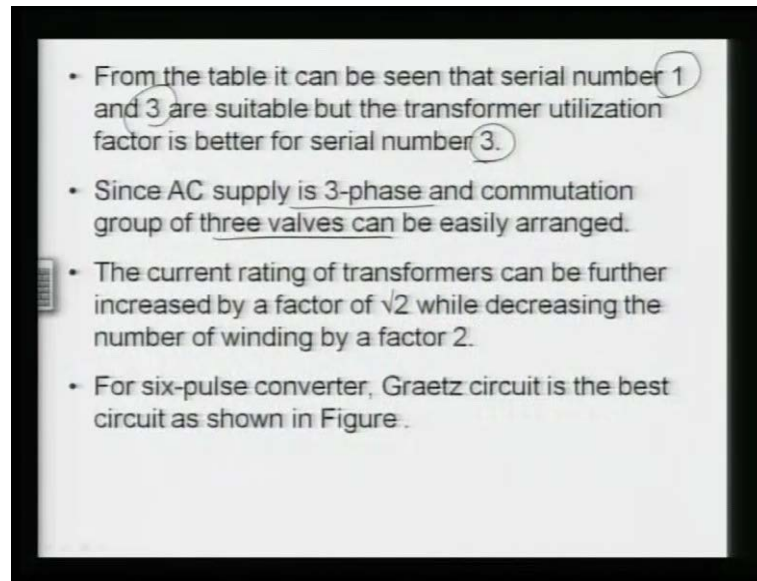 • From the table it can be seen that serial number 1
and 3 are suitable but the transformer utilization
factor is better for serial number 3.
• Since AC supply is 3-phase and commutation
group of three valves can be easily arranged.
• The current rating of transformers can be further
increased by a factor of √2 while decreasing the
number of winding by a factor 2.
• For six-pulse converter, Graetz circuit is the best
circuit as shown in Figure .